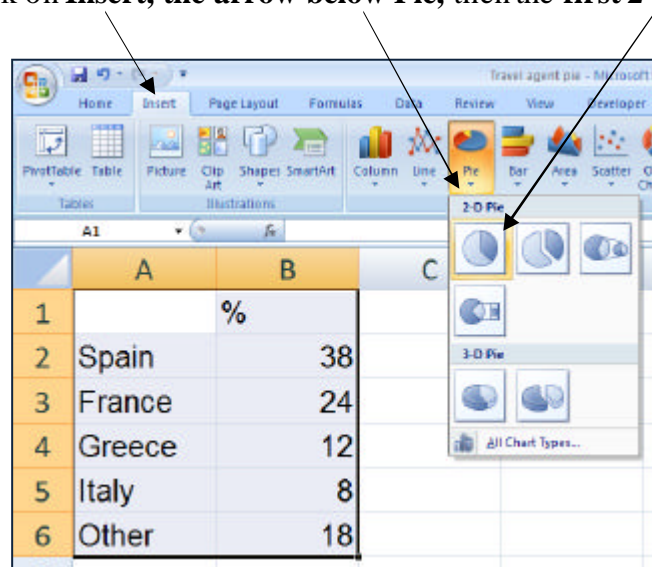 k on Insert, the arrow below Pie, then the first 2
Travel agent pie - Microsoft
Home Insert Page Layout Formulas Data Review View Developer
PivotTable Table Picture Clip Art Shapes SmartArt Column Line Pie Bar Area Scatter
Tables Illustrations
2-D Pie
A1 fx
A B C
1 %
2 Spain 38
3 France 24
3-D Pie
4 Greece 12
All Chart Types...
5 Italy 8
6 Other 18